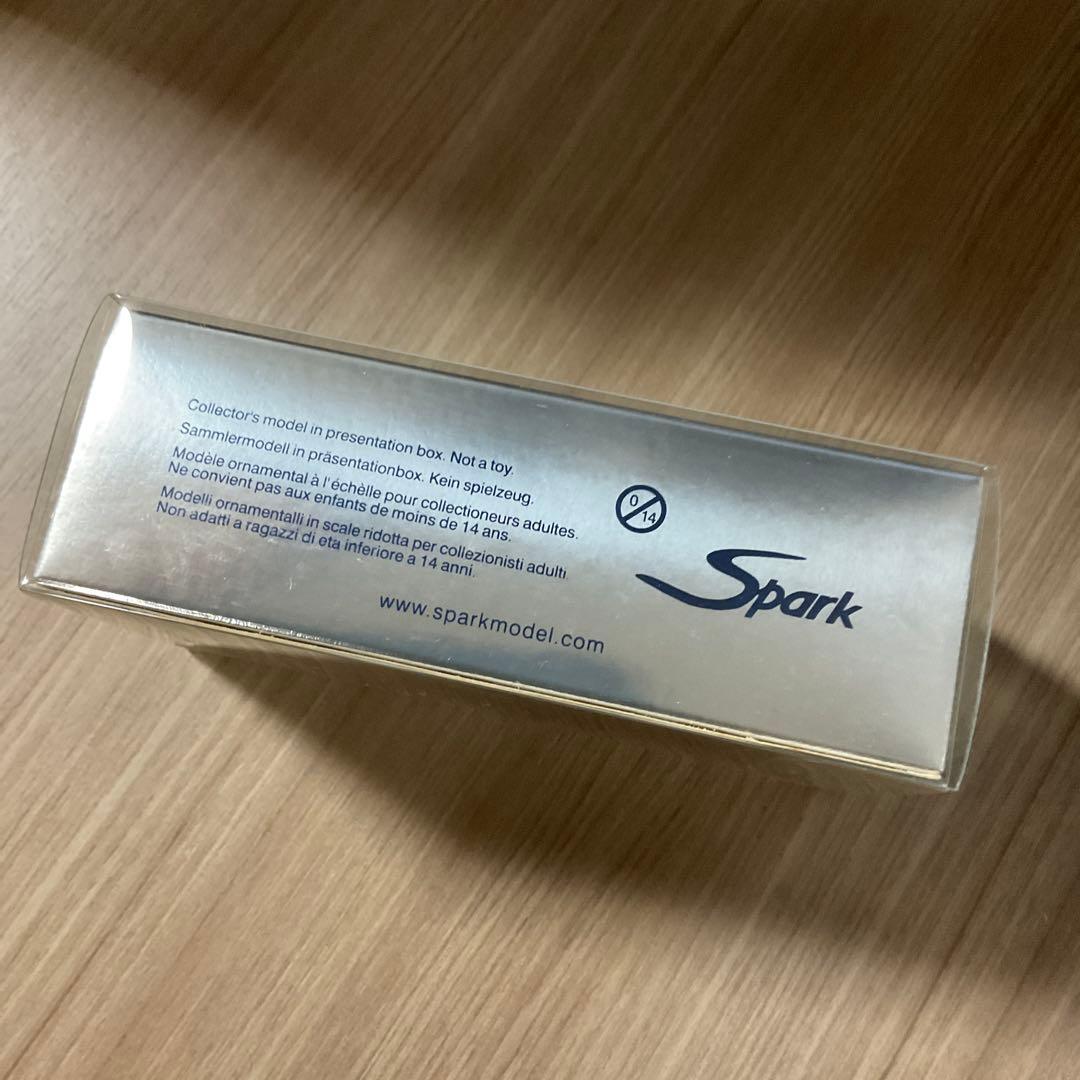 Collector's model in presentation box. Not a toy.
Sammlermodell in präsentationbox. Kein spielzeug.
Modèle ornamental à l'échèlle pour collectioneurs adultes.
Ne convient pas aux enfants de moins de 14 ans.
Modelli ornamentalli in scale ridotta per collezionisti adulti.
Non adatti a ragazzi di eta inferiore a 14 anni.
0/14
Spark
www.sparkmodel.com